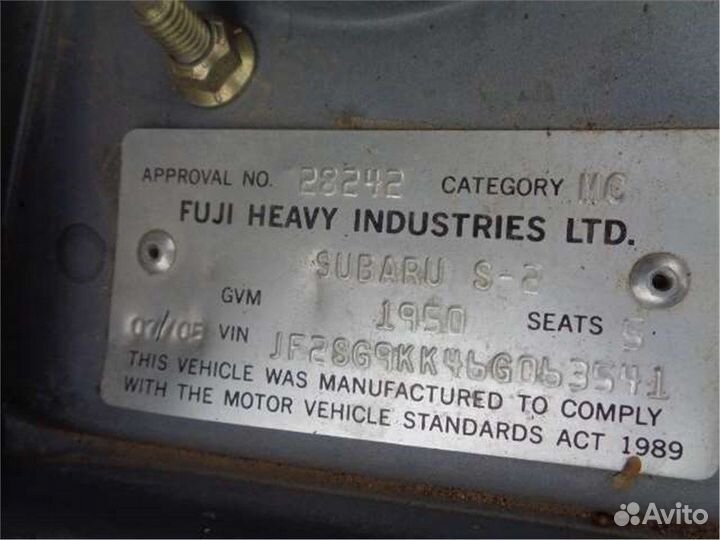 APPROVAL NO. 28242 CATEGORY MC
FUJI HEAVY INDUSTRIES LTD.
SUBARU S-2
GVM 1950 SEATS 5
07/05 VIN JF2SG9KK46G063541
THIS VEHICLE WAS MANUFACTURED TO COMPLY
WITH THE MOTOR VEHICLE STANDARDS ACT 1989
Avito